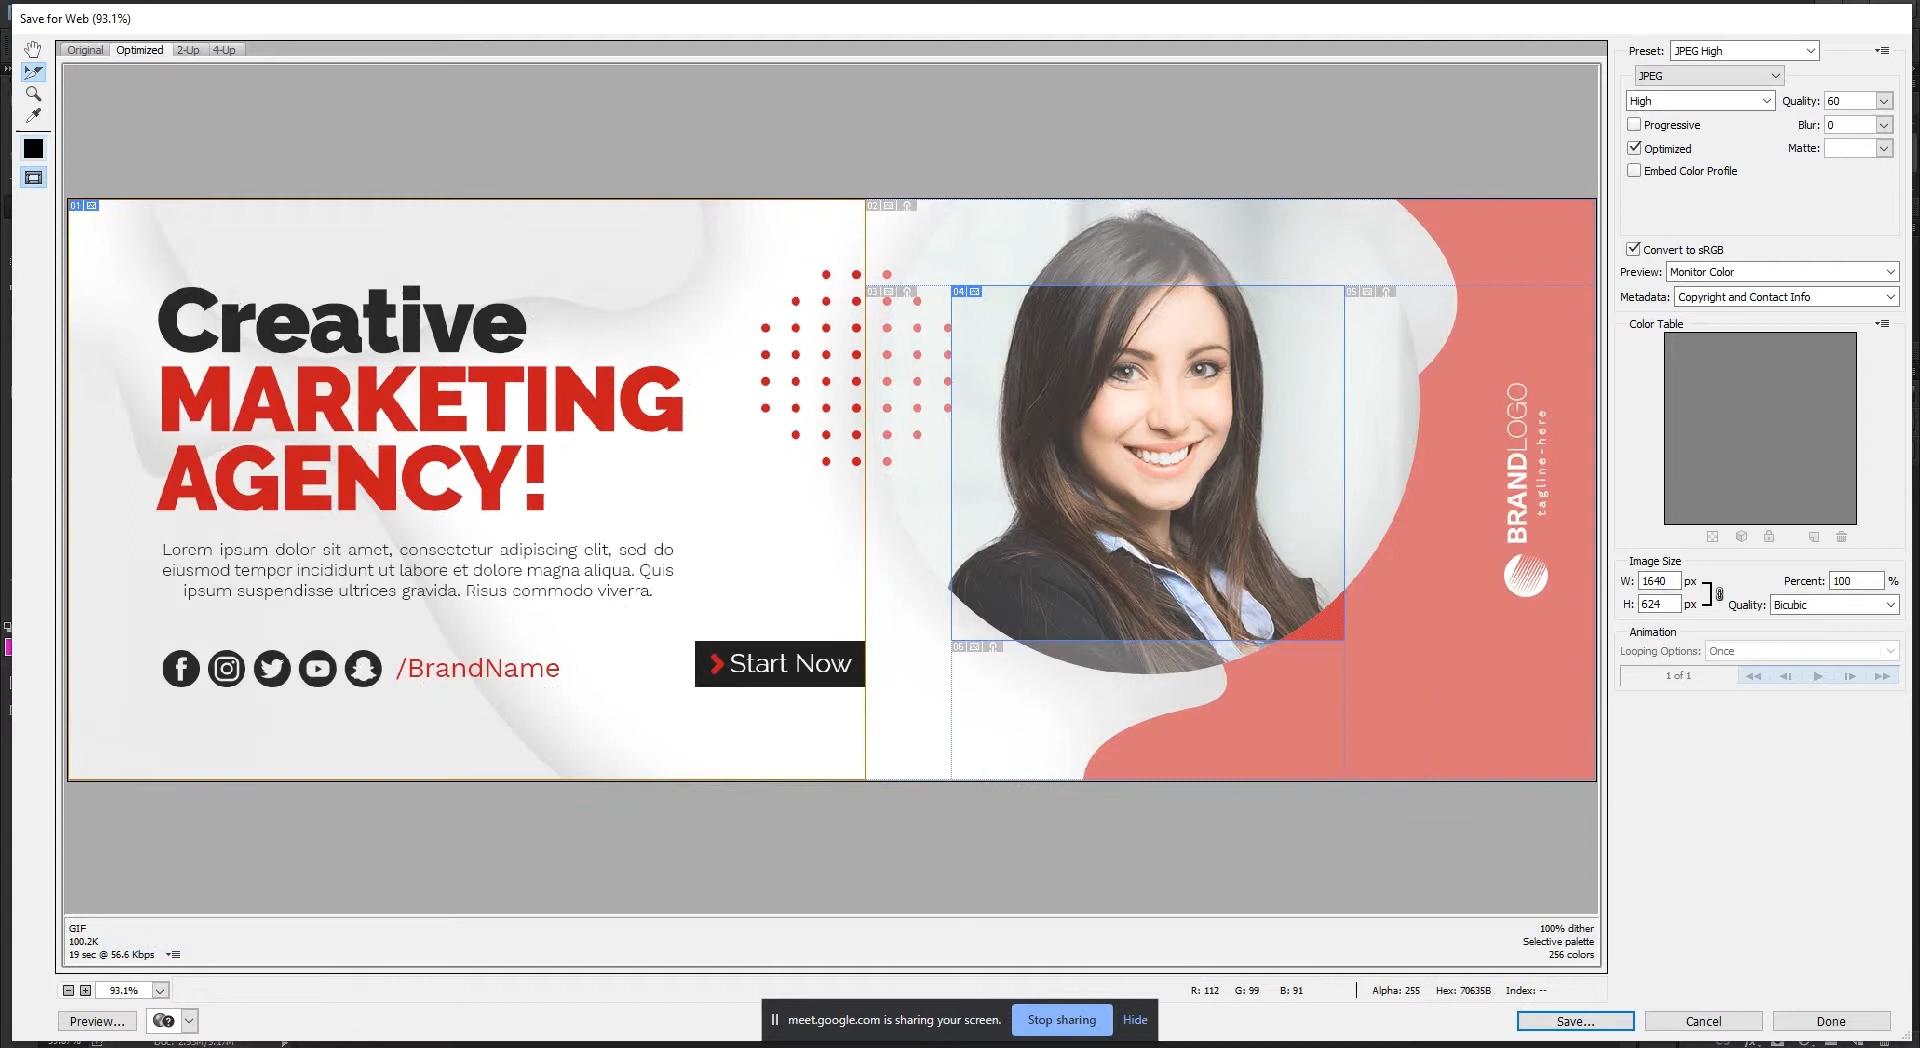 Save for Web (93.1%)
Original Optimized 2-Up 4-Up
Preset: JPEG High
JPEG
High Quality: 60
Progressive Blur: 0
Optimized Matte:
Embed Color Profile
Convert to sRGB
Preview: Monitor Color
Metadata: Copyright and Contact Info
Color Table
Image Size
W: 1640 px Percent: 100 %
H: 624 px Quality: Bicubic
Animation
Looping Options: Once
1 of 1
01
02
03
04
05
06
Creative
MARKETING
AGENCY!
Lorem ipsum dolor sit amet, consectetur adipiscing elit, sed do
eiusmod tempor incididunt ut labore et dolore magna aliqua. Quis
ipsum suspendisse ultrices gravida. Risus commodo viverra.
/BrandName
Start Now
BRANDLOGO
tagline-here
GIF
100.2K
19 sec @ 56.6 Kbps
100% dither
Selective palette
256 colors
93.1%
R: 112 G: 99 B: 91 Alpha: 255 Hex: 70635B Index: --
Preview...
meet.google.com is sharing your screen. Stop sharing Hide
Save... Cancel Done